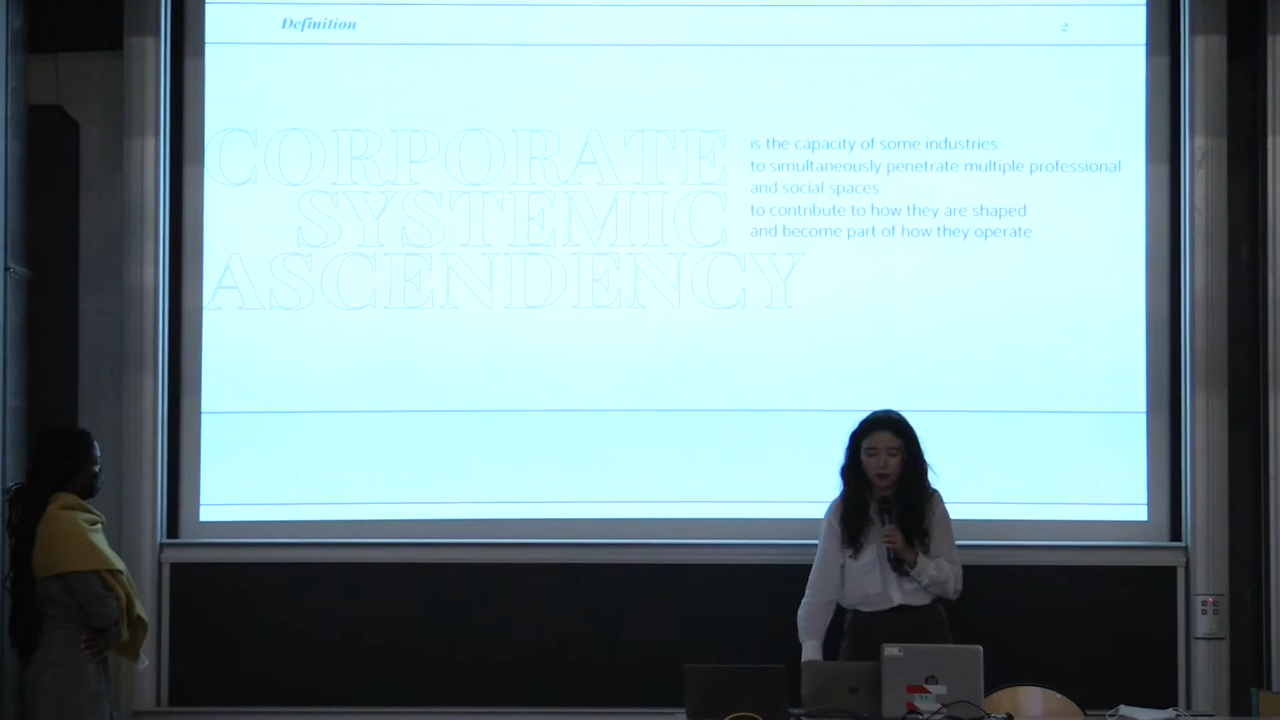 Definition
2
CORPORATE
SYSTEMIC
ASCENDENCY
is the capacity of some industries
to simultaneously penetrate multiple professional
and social spaces
to contribute to how they are shaped
and become part of how they operate.
hp